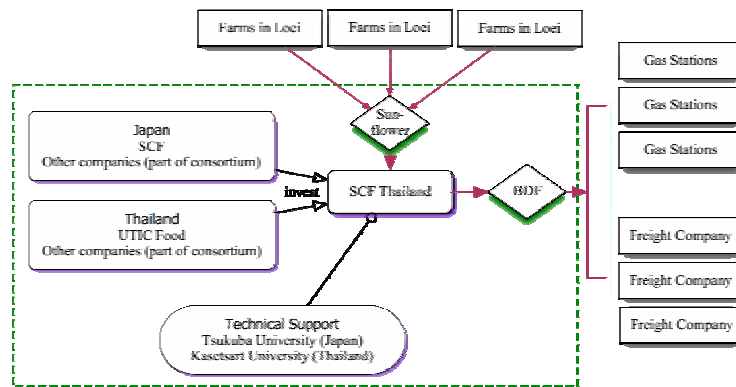 Farms in Loei
Farms in Loei
Farms in Loei
Gas Stations
Gas Stations
Gas Stations
Sun-
flower
Japan
SCF
Other companies (part of consortium)
invest
SCF Thailand
BDF
Thailand
UTIC Food
Other companies (part of consortium)
Freight Company
Freight Company
Freight Company
Technical Support
Tsukuba University (Japan)
Kasetsart University (Thailand)